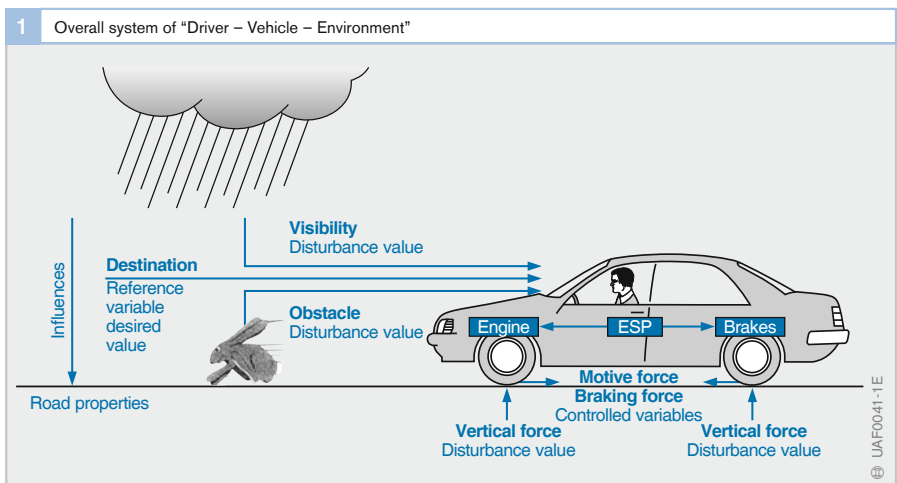 1 Overall system of “Driver – Vehicle – Environment”
Influences
Visibility
Disturbance value
Destination
Reference
variable
desired
value
Obstacle
Disturbance value
Engine
ESP
Brakes
Motive force
Braking force
Controlled variables
Road properties
Vertical force
Disturbance value
Vertical force
Disturbance value
UAF0041-1E